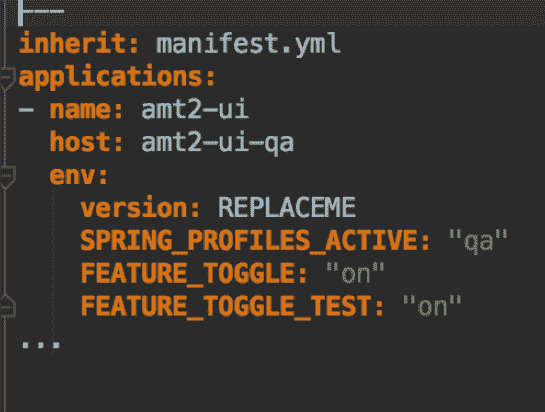 ---
inherit: manifest.yml
applications:
- name: amt2-ui
  host: amt2-ui-qa
  env:
    version: REPLACEME
    SPRING_PROFILES_ACTIVE: "qa"
    FEATURE_TOGGLE: "on"
    FEATURE_TOGGLE_TEST: "on"
...